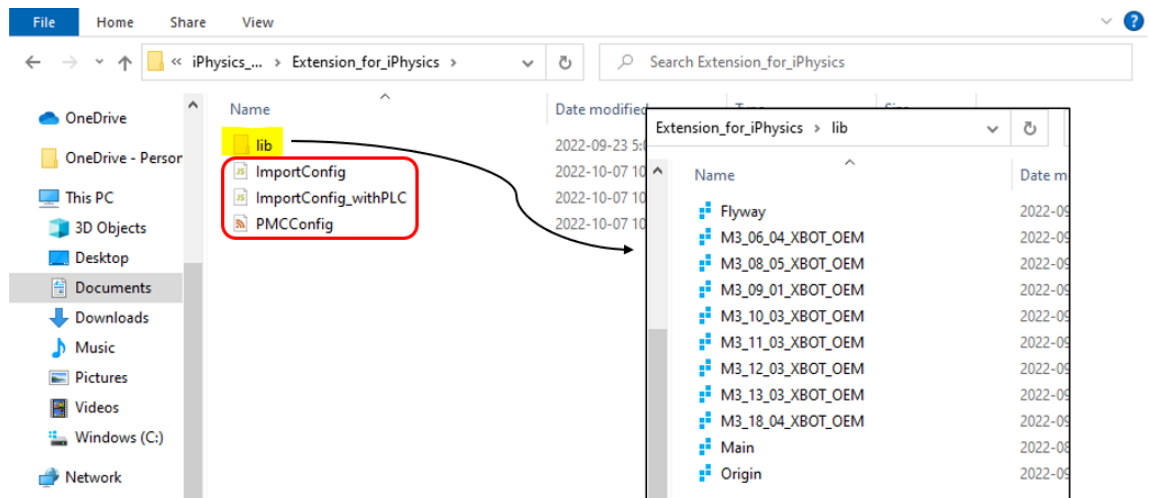 File Home Share View
« iPhysics_... › Extension_for_iPhysics ›
Search Extension_for_iPhysics
OneDrive
OneDrive - Person
This PC
3D Objects
Desktop
Documents
Downloads
Music
Pictures
Videos
Windows (C:)
Network
Name Date modified
lib 2022-09-23 5:0
ImportConfig 2022-10-07 10
ImportConfig_withPLC 2022-10-07 10
PMCConfig 2022-10-07 10
Extension_for_iPhysics › lib
Name Date m
Flyway 2022-09
M3_06_04_XBOT_OEM 2022-09
M3_08_05_XBOT_OEM 2022-09
M3_09_01_XBOT_OEM 2022-09
M3_10_03_XBOT_OEM 2022-09
M3_11_03_XBOT_OEM 2022-09
M3_12_03_XBOT_OEM 2022-09
M3_13_03_XBOT_OEM 2022-09
M3_18_04_XBOT_OEM 2022-09
Main 2022-08
Origin 2022-09